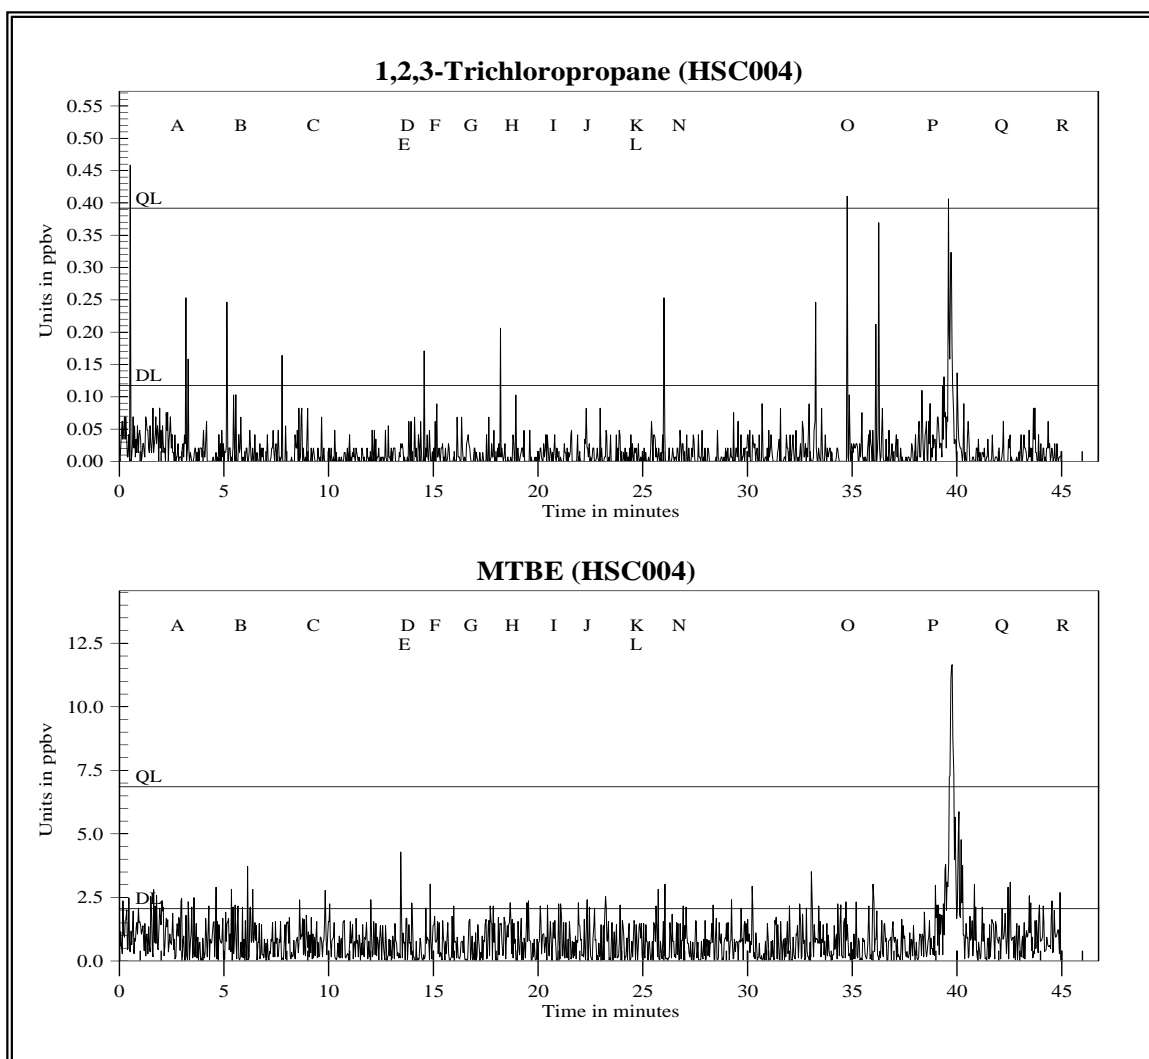 1,2,3-Trichloropropane (HSC004)
0.55
A B C D F G H I J K N O P Q R
E L
0.50
0.45
QL
0.40
0.35
0.30
0.25
0.20
0.15
DL
0.10
0.05
0.00
Units in ppbv
0 5 10 15 20 25 30 35 40 45
Time in minutes
MTBE (HSC004)
A B C D F G H I J K N O P Q R
E L
12.5
10.0
QL
7.5
5.0
DL
2.5
0.0
Units in ppbv
0 5 10 15 20 25 30 35 40 45
Time in minutes